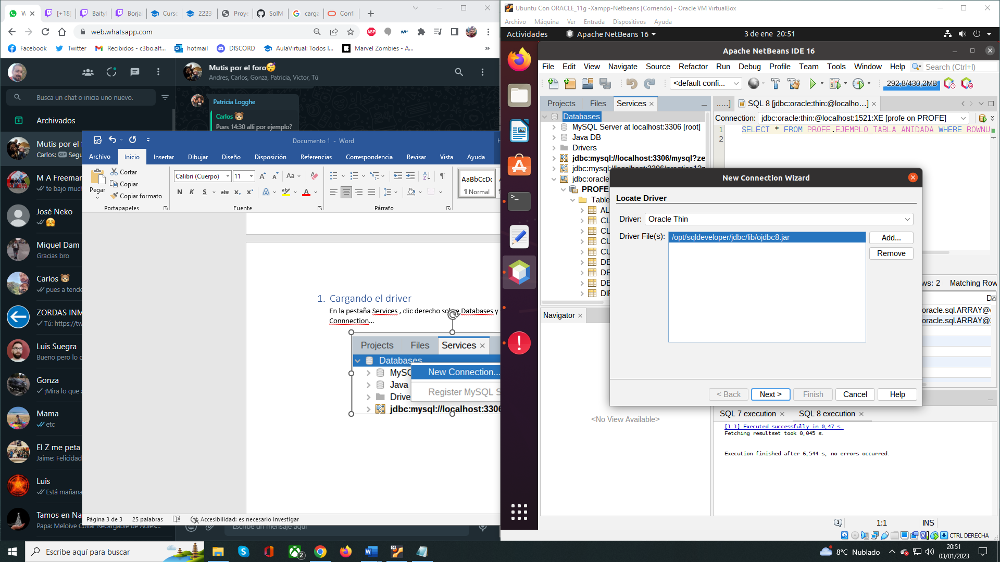 W
[+18]
Baityl
Borja
Curso
2223
Proye
SolM
carga
Confi
web.whatsapp.com
ABP
Facebook
Twitter
Recibidos - c3bo.alf...
hotmail
DISCORD
AulaVirtual: Todos l...
Marvel Zombies - A...
»
Busca un chat o inicia uno nuevo.
Archivados
Mutis por el f
Carlos: GIF Segu
M A Freemar
te bajo much
José Neko
Miguel Dam
Gracias bro
Carlos
pues a tende
ZORDAS INM
Tú: https://tw
Luis Suegra
Bueno pero lo c
Gonza
¡Mira lo que a
Mama
etc
El Z me peta
Jaime: Felicidad
Luis
Está mañana
Tamos en Na
Papa: Meloive Collar Recargable de Adies...
Mutis por el foro
Andres, Carlos, Gonza, Patricia, Victor, Tú
Patricia Logghe
Carlos
Pues 14:30 alli por ejemplo?
Escribe un mensaje aquí
Documento 1 - Word
Archivo
Inicio
Insertar
Dibujar
Diseño
Disposición
Referencias
Correspondencia
Revisar
Vista
Ayuda
Pegar
Cortar
Copiar
Copiar formato
Portapapeles
Calibri (Cuerpo)
11
Aa
N K S abc x₂ x²
Fuente
Párrafo
AaBbCcDc
¶ Normal
1. Cargando el driver
En la pestaña Services , clic derecho sobre Databases y
Connnection...
Projects
Files
Services
Databases
MySQ
New Connection...
Java
Register MySQL S
Drive
jdbc:mysql://localhost:3306
Página 3 de 3
25 palabras
Accesibilidad: es necesario investigar
Ubuntu Con ORACLE_11g -Xampp-Netbeans [Corriendo] - Oracle VM VirtualBox
Archivo
Máquina
Ver
Entrada
Dispositivos
Ayuda
Actividades
Apache NetBeans 16
3 de ene 20:51
Apache NetBeans IDE 16
File
Edit
View
Navigate
Source
Refactor
Run
Debug
Profile
Team
Tools
Window
Help
Search (Ctrl+I)
<default confi...
292,8/430,2MB
Projects
Files
Services
.....]
SQL 8 [jdbc:oracle:thin:@localho...]
Databases
MySQL Server at localhost:3306 [root]
Java DB
Drivers
jdbc:mysql://localhost:3306/mysql?ze
jdbc:mysql://localhost:3306/practica12
jdbc:oracle
PROFE
Table
AL
CL
CL
CU
CU
DE
DE
DE
DIF
Connection:
jdbc:oracle:thin:@localhost:1521:XE [profe on PROFE]
1 SELECT * FROM PROFE.EJEMPLO_TABLA_ANIDADA WHERE ROWNU
2
New Connection Wizard
Locate Driver
Driver: Oracle Thin
Driver File(s):
/opt/sqldeveloper/jdbc/lib/ojdbc8.jar
Add...
Remove
< Back
Next >
Finish
Cancel
Help
ws: 2
Matching Row
oracle.sql.ARRAY@
oracle.sql.ARRAY@2
Navigator
<No View Available>
SQL 7 execution
SQL 8 execution
[1:1] Executed successfully in 0,47 s.
Fetching resultset took 0,045 s.
Execution finished after 6,544 s, no errors occurred.
1
1:1
INS
CTRL DERECHA
Escribe aquí para buscar
2
8°C Nublado
20:51
03/01/2023